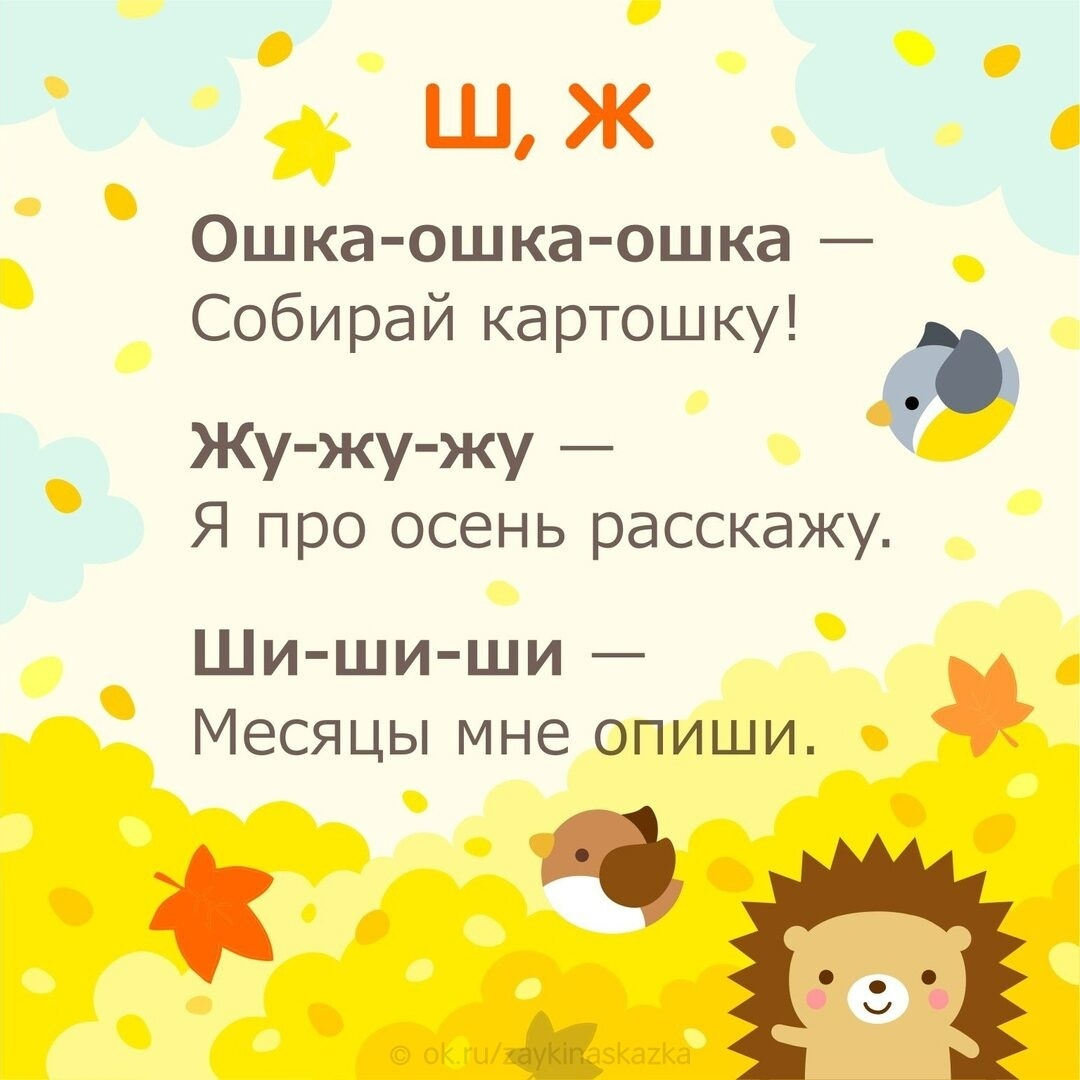 Ш, Ж
Ошка-ошка-ошка —
Собирай картошку!
Жу-жу-жу —
Я про осень расскажу.
Ши-ши-ши —
Месяцы мне опиши.
© ok.ru/zaykinaskazka